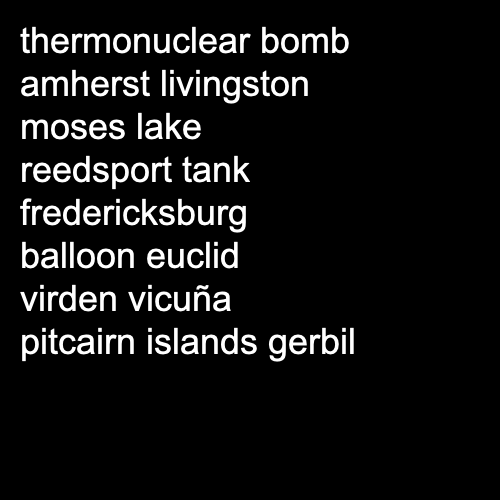 thermonuclear bomb
amherst livingston
moses lake
reedsport tank
fredericksburg
balloon euclid
virden vicuña
pitcairn islands gerbil